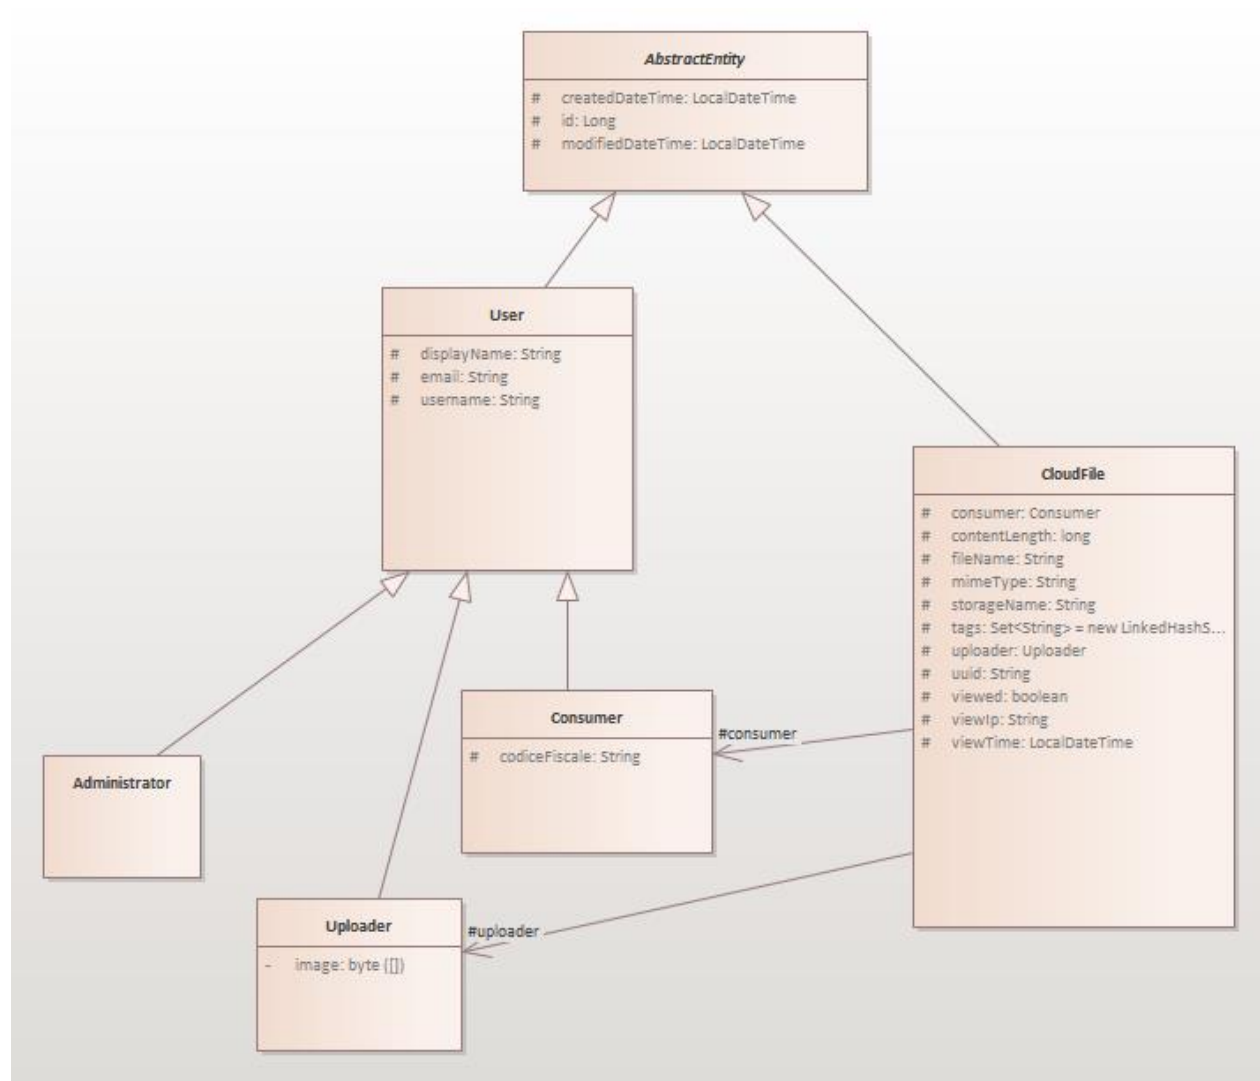 AbstractEntity
# createdDateTime: LocalDateTime
# id: Long
# modifiedDateTime: LocalDateTime
User
# displayName: String
# email: String
# username: String
CloudFile
# consumer: Consumer
# contentLength: long
# fileName: String
# mimeType: String
# storageName: String
# tags: Set<String> = new LinkedHashS...
# uploader: Uploader
# uuid: String
# viewed: boolean
# viewIp: String
# viewTime: LocalDateTime
Consumer
# codiceFiscale: String
#consumer
Administrator
Uploader
- image: byte ([])
#uploader